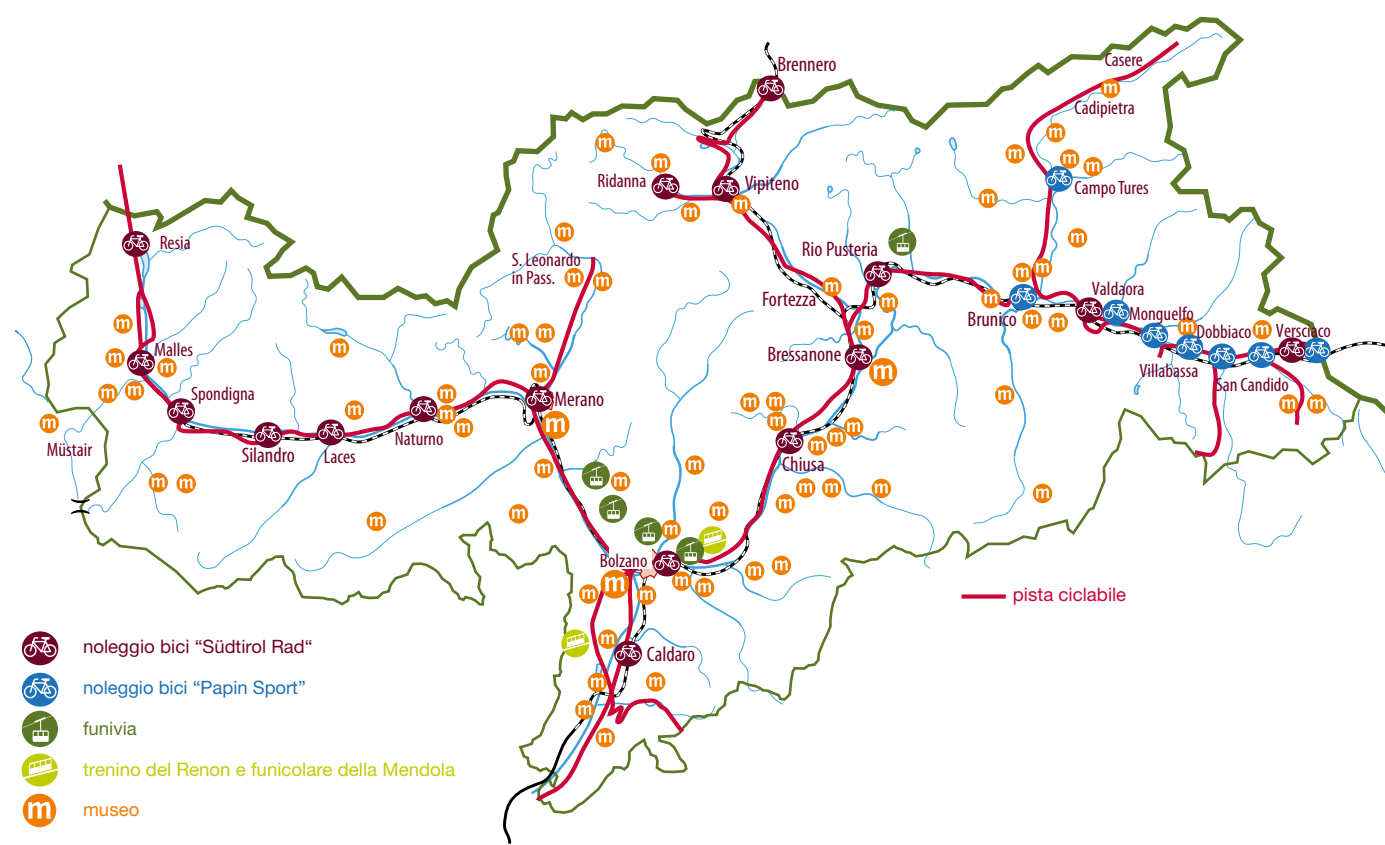 Brennero
Casere
Cadipietra
Ridanna
Vipiteno
Campo Tures
Resia
S. Leonardo
in Pass.
Rio Pusteria
Fortezza
Brunico
Valdaora
Monguelfo
Dobbiaco
Versciaco
Villabassa
San Candido
Malles
Bressanone
Spondigna
Merano
Naturno
Müstair
Silandro
Laces
Chiusa
Bolzano
pista ciclabile
Caldaro
noleggio bici “Südtirol Rad“
noleggio bici “Papin Sport”
funivia
trenino del Renon e funicolare della Mendola
m museo